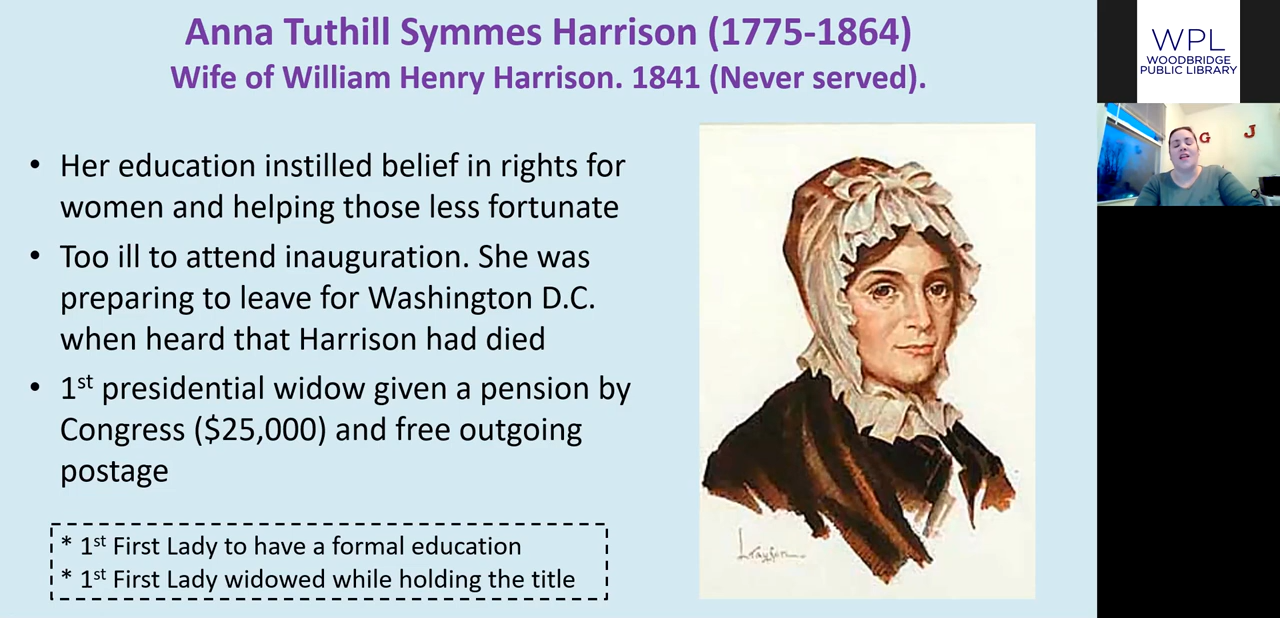 Anna Tuthill Symmes Harrison (1775-1864)
Wife of William Henry Harrison. 1841 (Never served).
• Her education instilled belief in rights for
women and helping those less fortunate
• Too ill to attend inauguration. She was
preparing to leave for Washington D.C.
when heard that Harrison had died
• 1st presidential widow given a pension by
Congress ($25,000) and free outgoing
postage
* 1st First Lady to have a formal education
* 1st First Lady widowed while holding the title
WPL
WOODBRIDGE
PUBLIC LIBRARY
G J